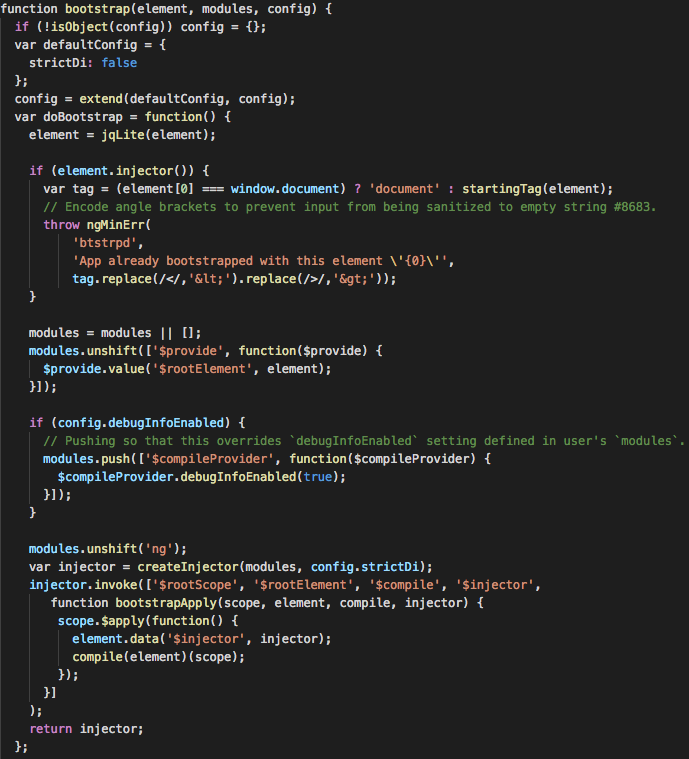 function bootstrap(element, modules, config) {
  if (!isObject(config)) config = {};
  var defaultConfig = {
    strictDi: false
  };
  config = extend(defaultConfig, config);
  var doBootstrap = function() {
    element = jqLite(element);

    if (element.injector()) {
      var tag = (element[0] === window.document) ? 'document' : startingTag(element);
      // Encode angle brackets to prevent input from being sanitized to empty string #8683.
      throw ngMinErr(
          'btstrpd',
          'App already bootstrapped with this element \'{0}\'',
          tag.replace(/</,'&lt;').replace(/>/,'&gt;'));
    }

    modules = modules || [];
    modules.unshift(['$provide', function($provide) {
      $provide.value('$rootElement', element);
    }]);

    if (config.debugInfoEnabled) {
      // Pushing so that this overrides `debugInfoEnabled` setting defined in user's `modules`.
      modules.push(['$compileProvider', function($compileProvider) {
        $compileProvider.debugInfoEnabled(true);
      }]);
    }

    modules.unshift('ng');
    var injector = createInjector(modules, config.strictDi);
    injector.invoke(['$rootScope', '$rootElement', '$compile', '$injector',
       function bootstrapApply(scope, element, compile, injector) {
        scope.$apply(function() {
          element.data('$injector', injector);
          compile(element)(scope);
        });
      }]
    );
    return injector;
  };